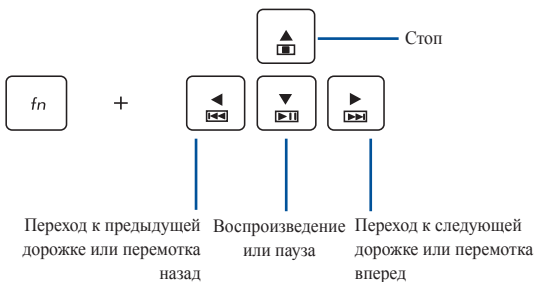 Стоп
fn +
Переход к предыдущей
дорожке или перемотка
назад
Воспроизведение
или пауза
Переход к следующей
дорожке или перемотка
вперед